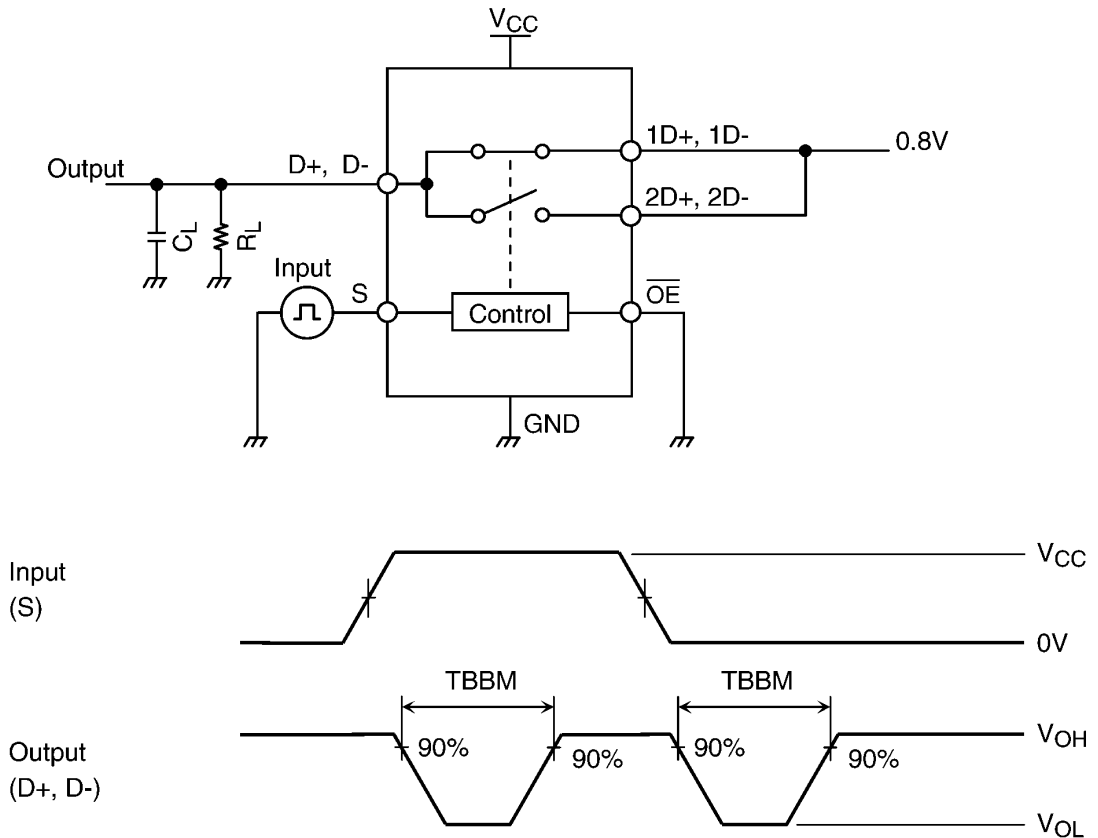 VCC
1D+, 1D-
0.8V
Output
D+, D-
2D+, 2D-
CL
RL
Input
S
OE
Control
GND
Input
(S)
VCC
0V
TBBM
TBBM
Output
(D+, D-)
90%
90%
90%
90%
VOH
VOL